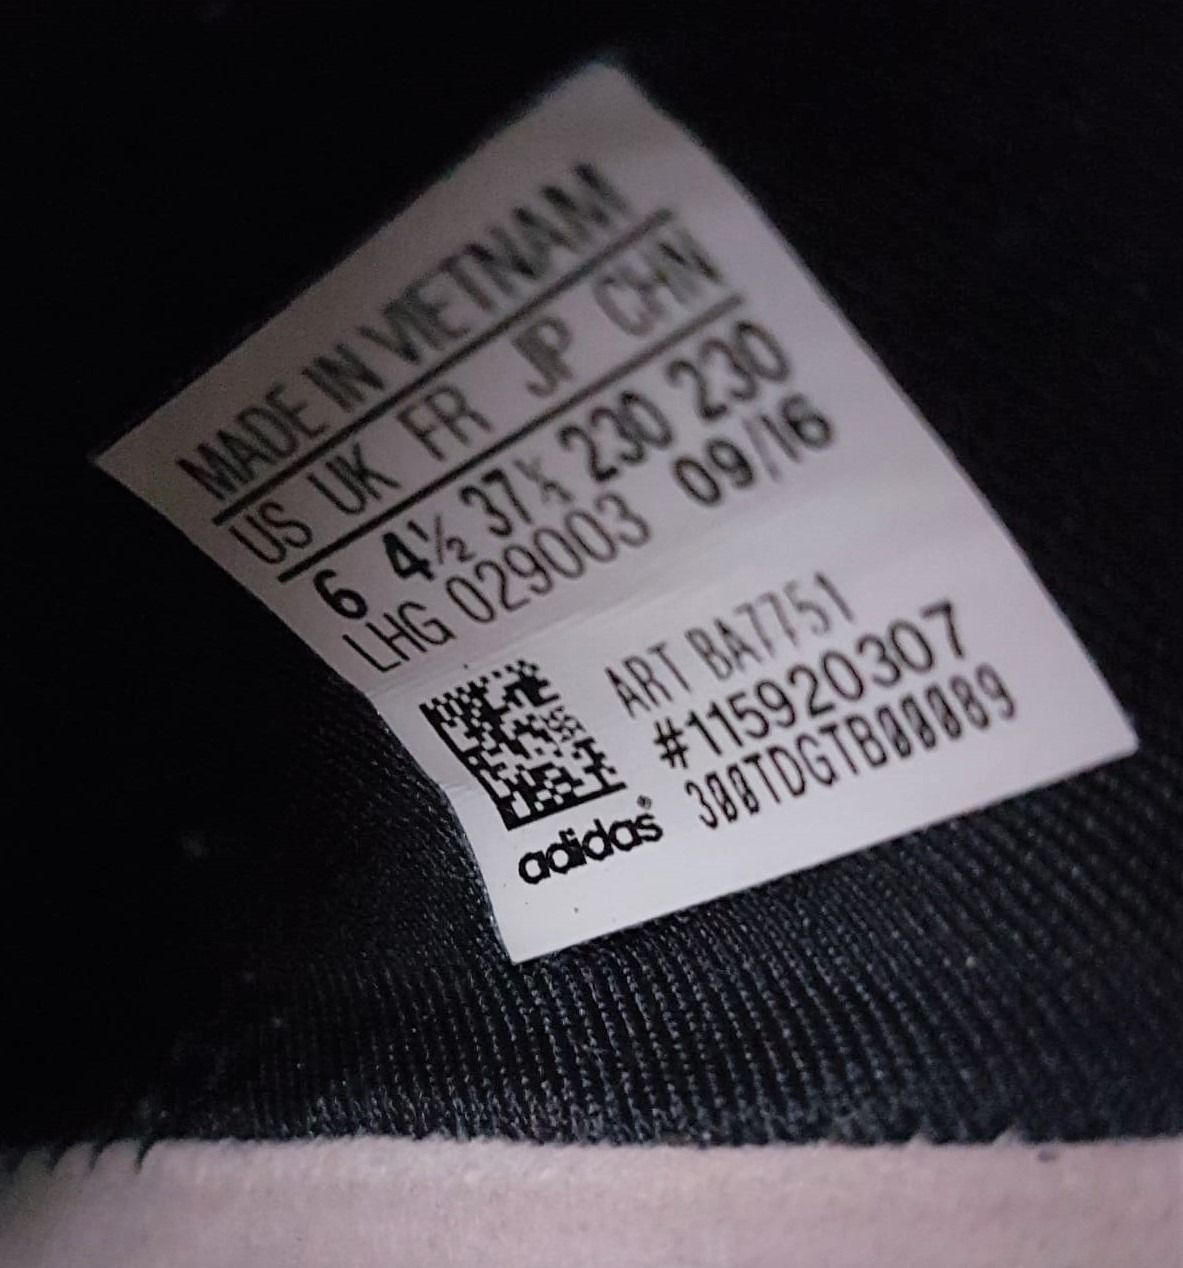 MADE IN VIETNAM
US UK FR JP CHN
6 4½ 37⅓ 230 230
LHG 029003 09/16
ART BA7751
#115920307
300TDGTB00089
adidas®